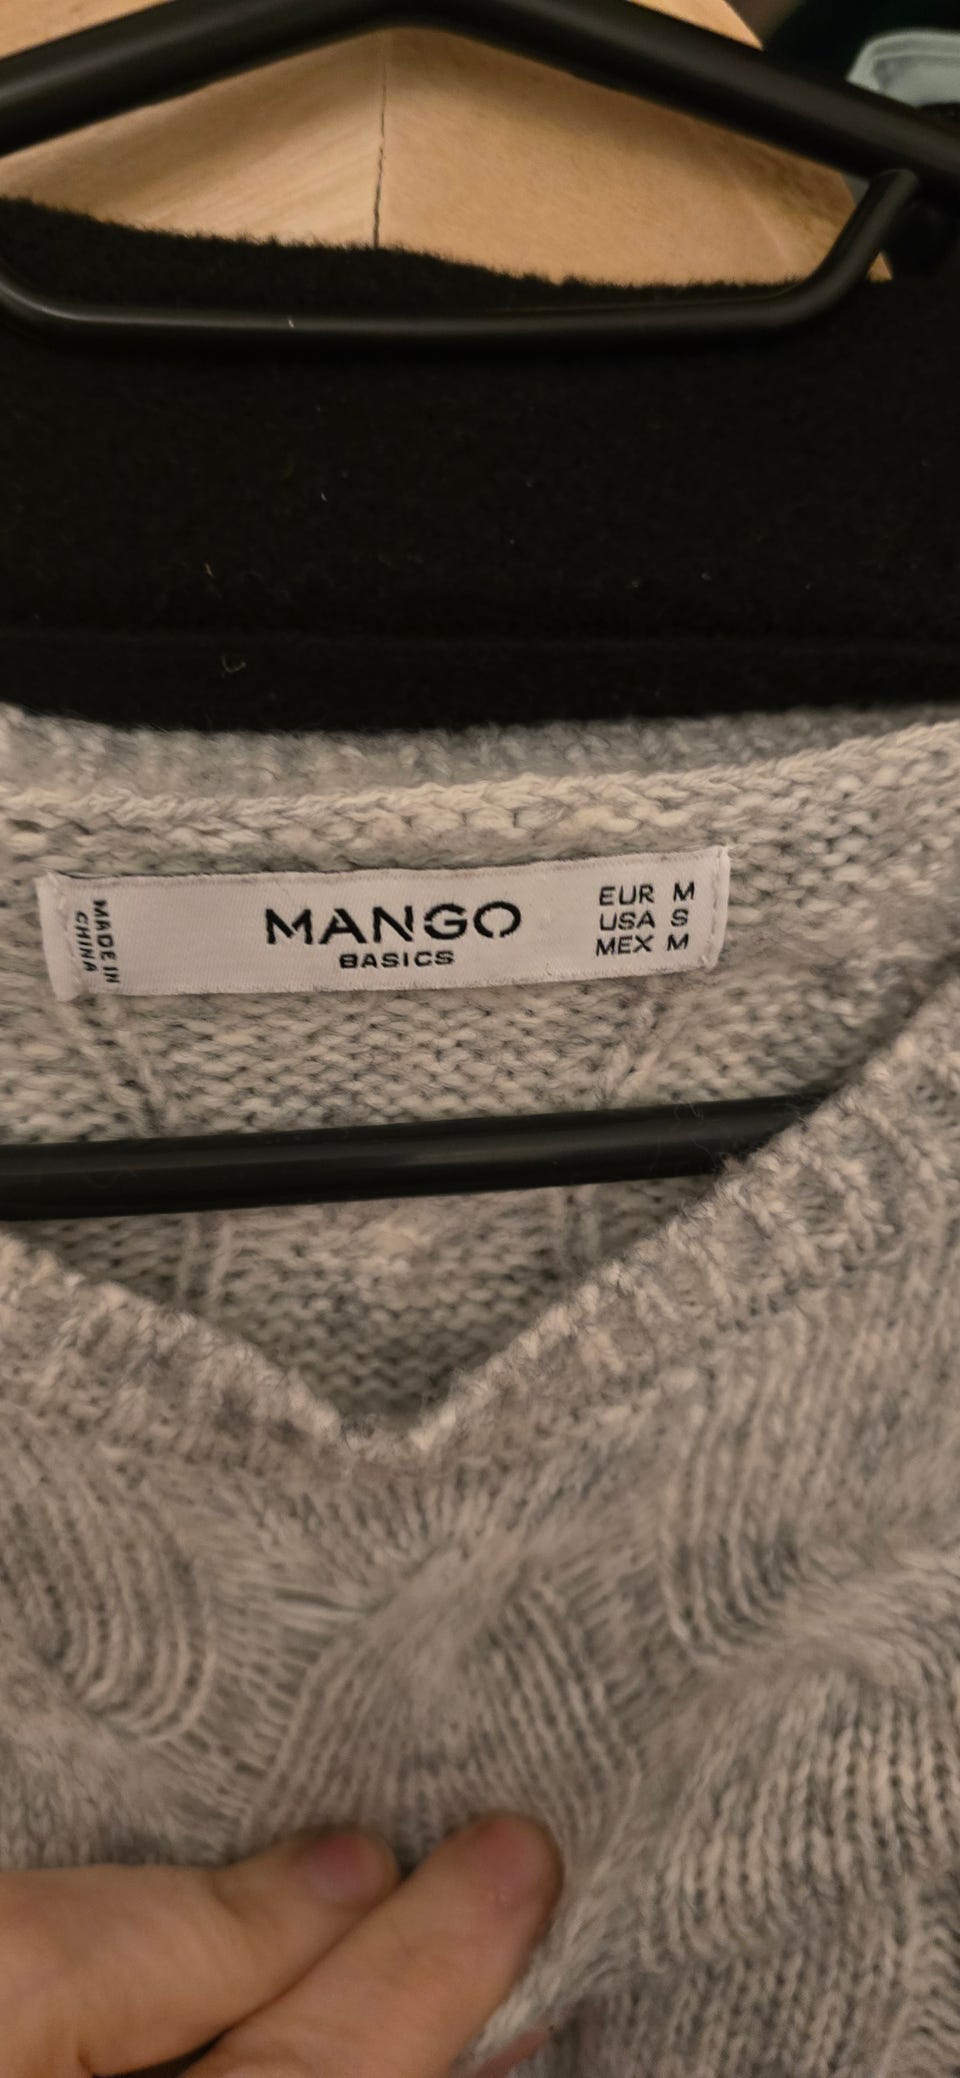 MADE IN
CHINA
MANGO
BASICS
EUR M
USA S
MEX M